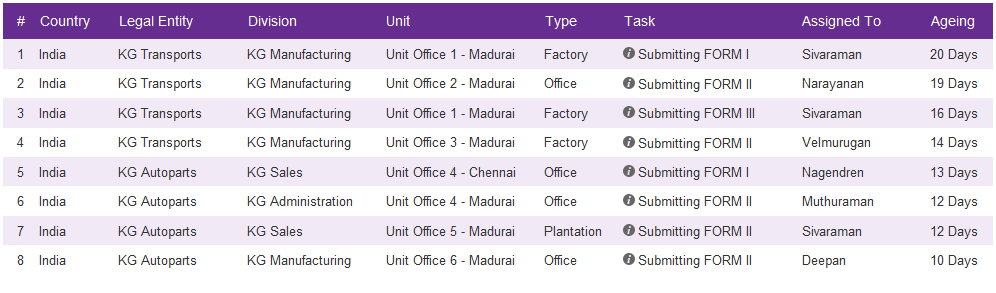 # Country Legal Entity Division Unit Type Task Assigned To Ageing
1 India KG Transports KG Manufacturing Unit Office 1 - Madurai Factory i Submitting FORM I Sivaraman 20 Days
2 India KG Transports KG Manufacturing Unit Office 2 - Madurai Office i Submitting FORM II Narayanan 19 Days
3 India KG Transports KG Manufacturing Unit Office 1 - Madurai Factory i Submitting FORM III Sivaraman 16 Days
4 India KG Transports KG Manufacturing Unit Office 3 - Madurai Factory i Submitting FORM II Velmurugan 14 Days
5 India KG Autoparts KG Sales Unit Office 4 - Chennai Office i Submitting FORM I Nagendren 13 Days
6 India KG Autoparts KG Administration Unit Office 4 - Madurai Office i Submitting FORM II Muthuraman 12 Days
7 India KG Autoparts KG Sales Unit Office 5 - Madurai Plantation i Submitting FORM II Sivaraman 12 Days
8 India KG Autoparts KG Manufacturing Unit Office 6 - Madurai Office i Submitting FORM II Deepan 10 Days